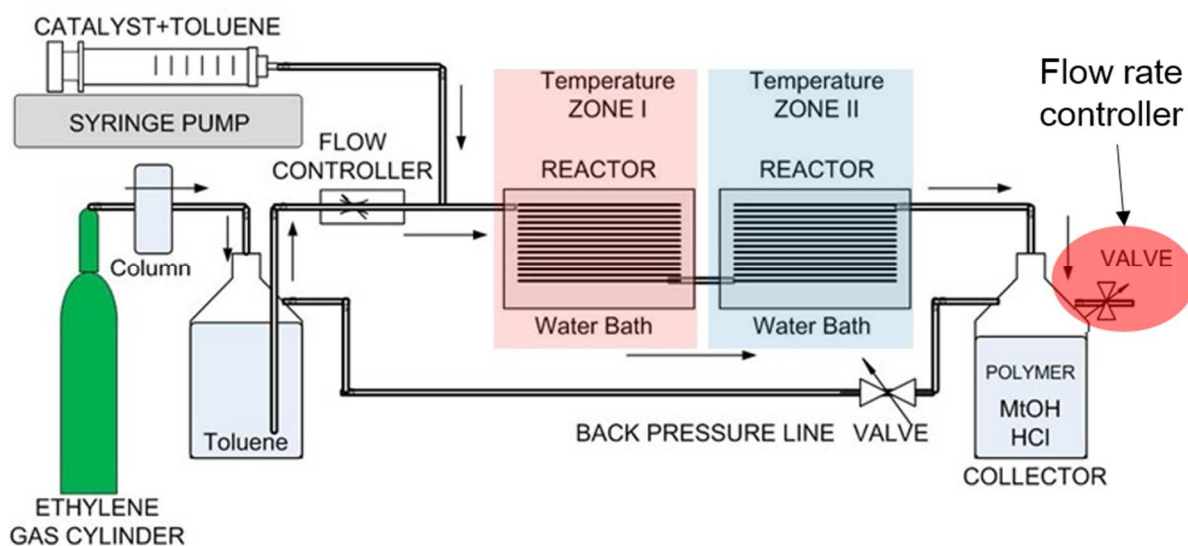 CATALYST+TOLUENE
SYRINGE PUMP
FLOW
CONTROLLER
Temperature
ZONE I
REACTOR
Water Bath
Temperature
ZONE II
REACTOR
Water Bath
Flow rate
controller
VALVE
Column
Toluene
ETHYLENE
GAS CYLINDER
BACK PRESSURE LINE
VALVE
POLYMER
MtOH
HCl
COLLECTOR